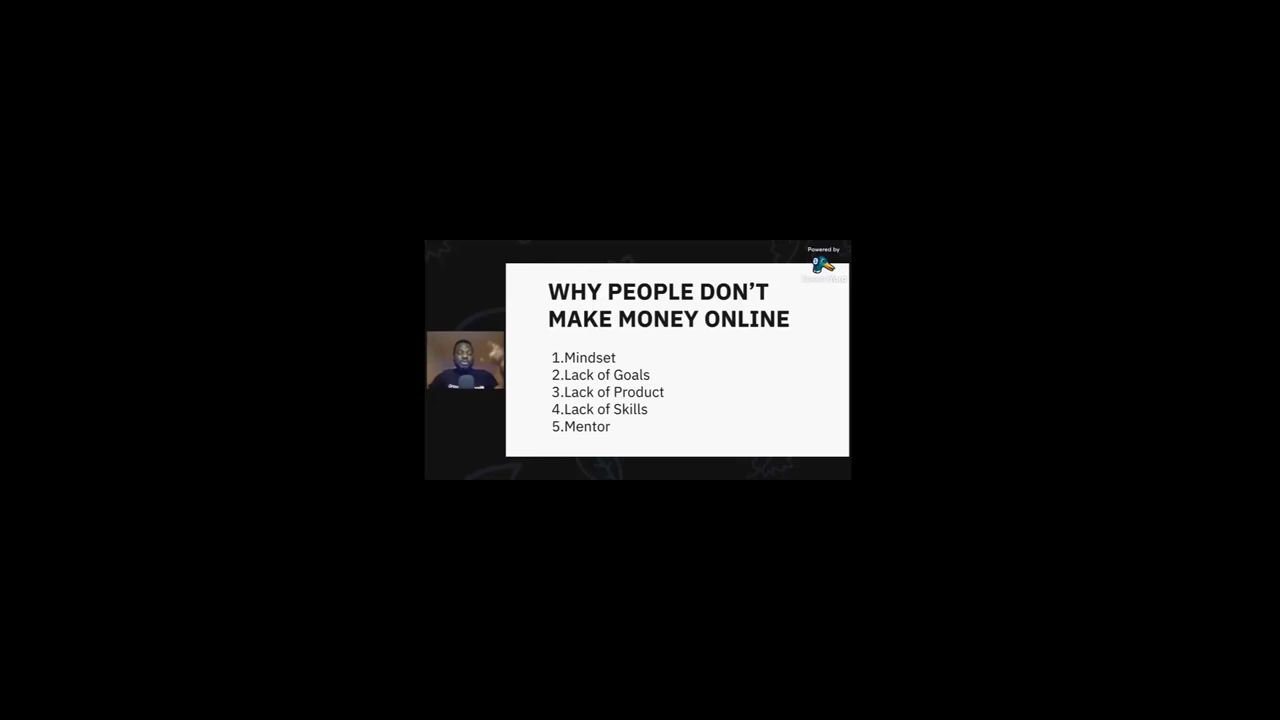 Powered by
WHY PEOPLE DON'T
MAKE MONEY ONLINE
1.Mindset
2.Lack of Goals
3.Lack of Product
4.Lack of Skills
5.Mentor